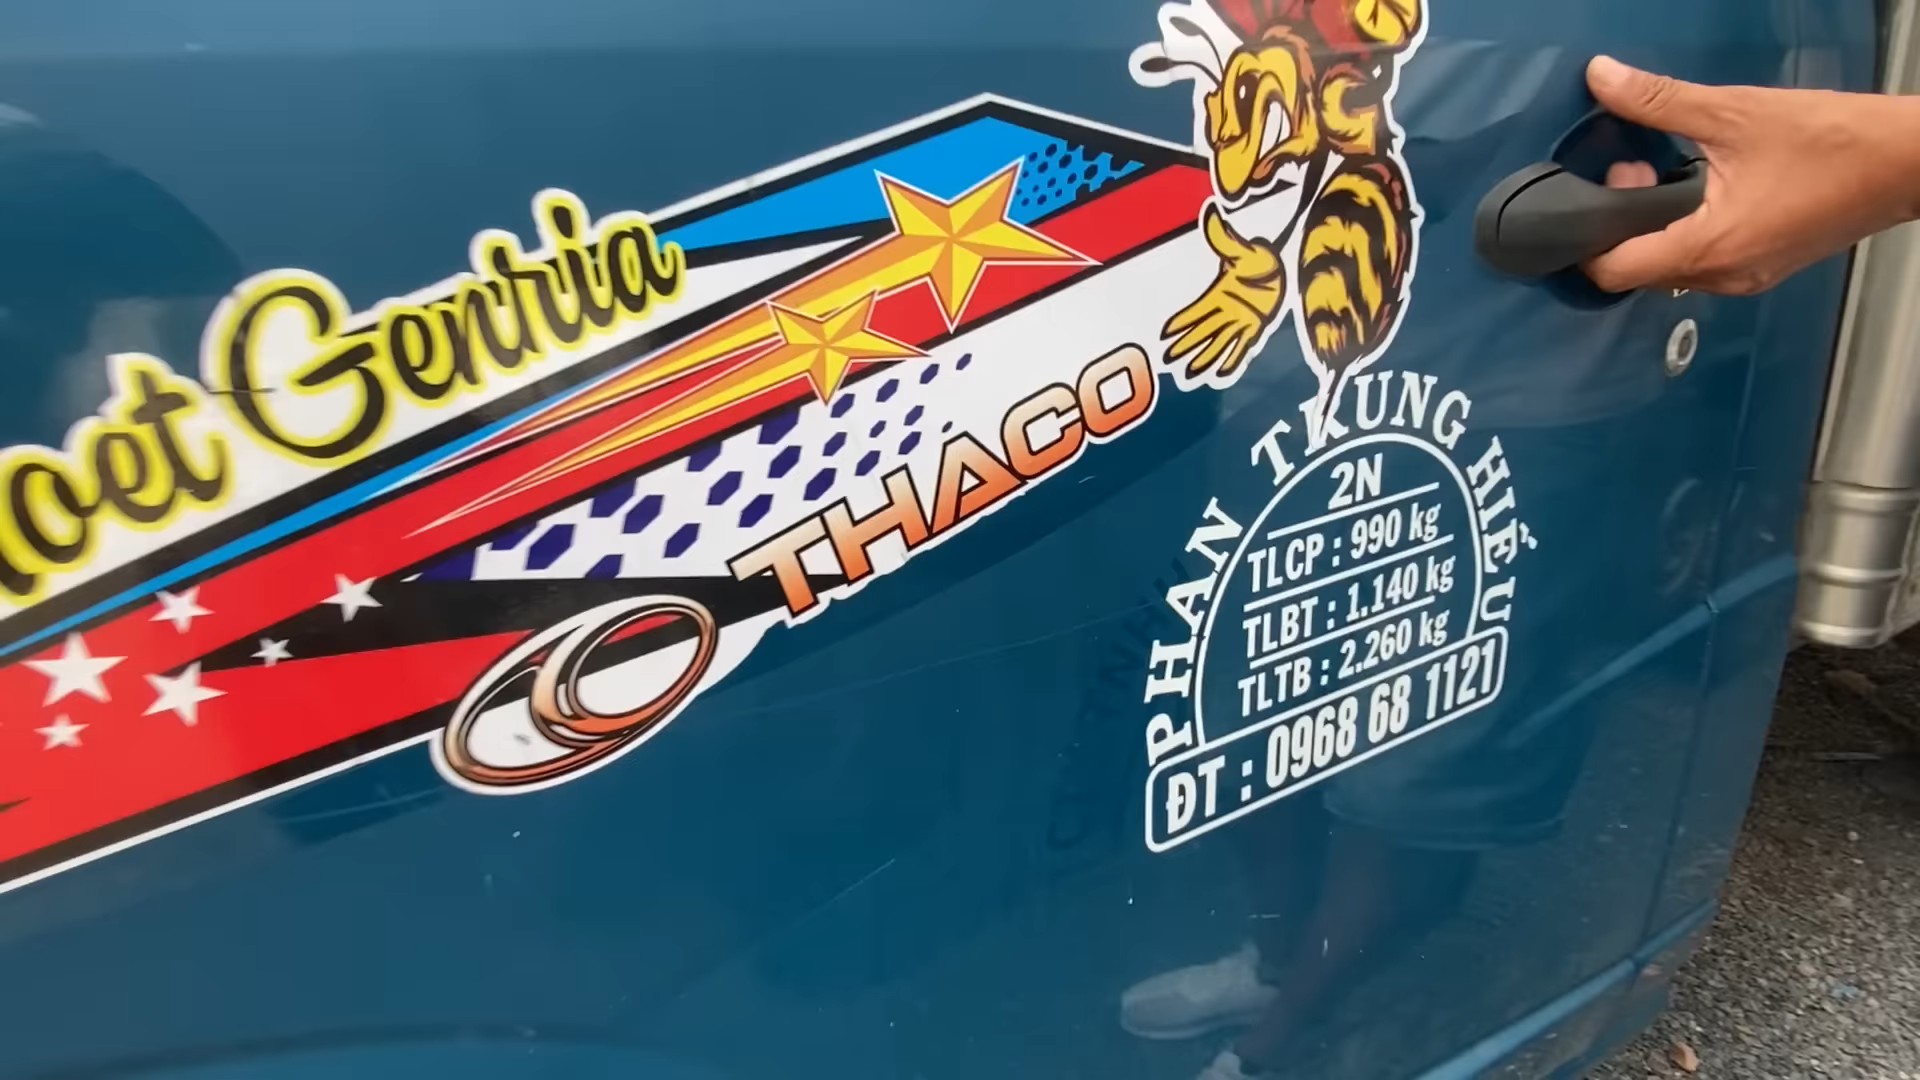 oet Genria
THACO
PHAN TRUNG HIẾU
2N
TLCP : 990 kg
TLBT : 1.140 kg
TLTB : 2.260 kg
ĐT : 0968 68 1121